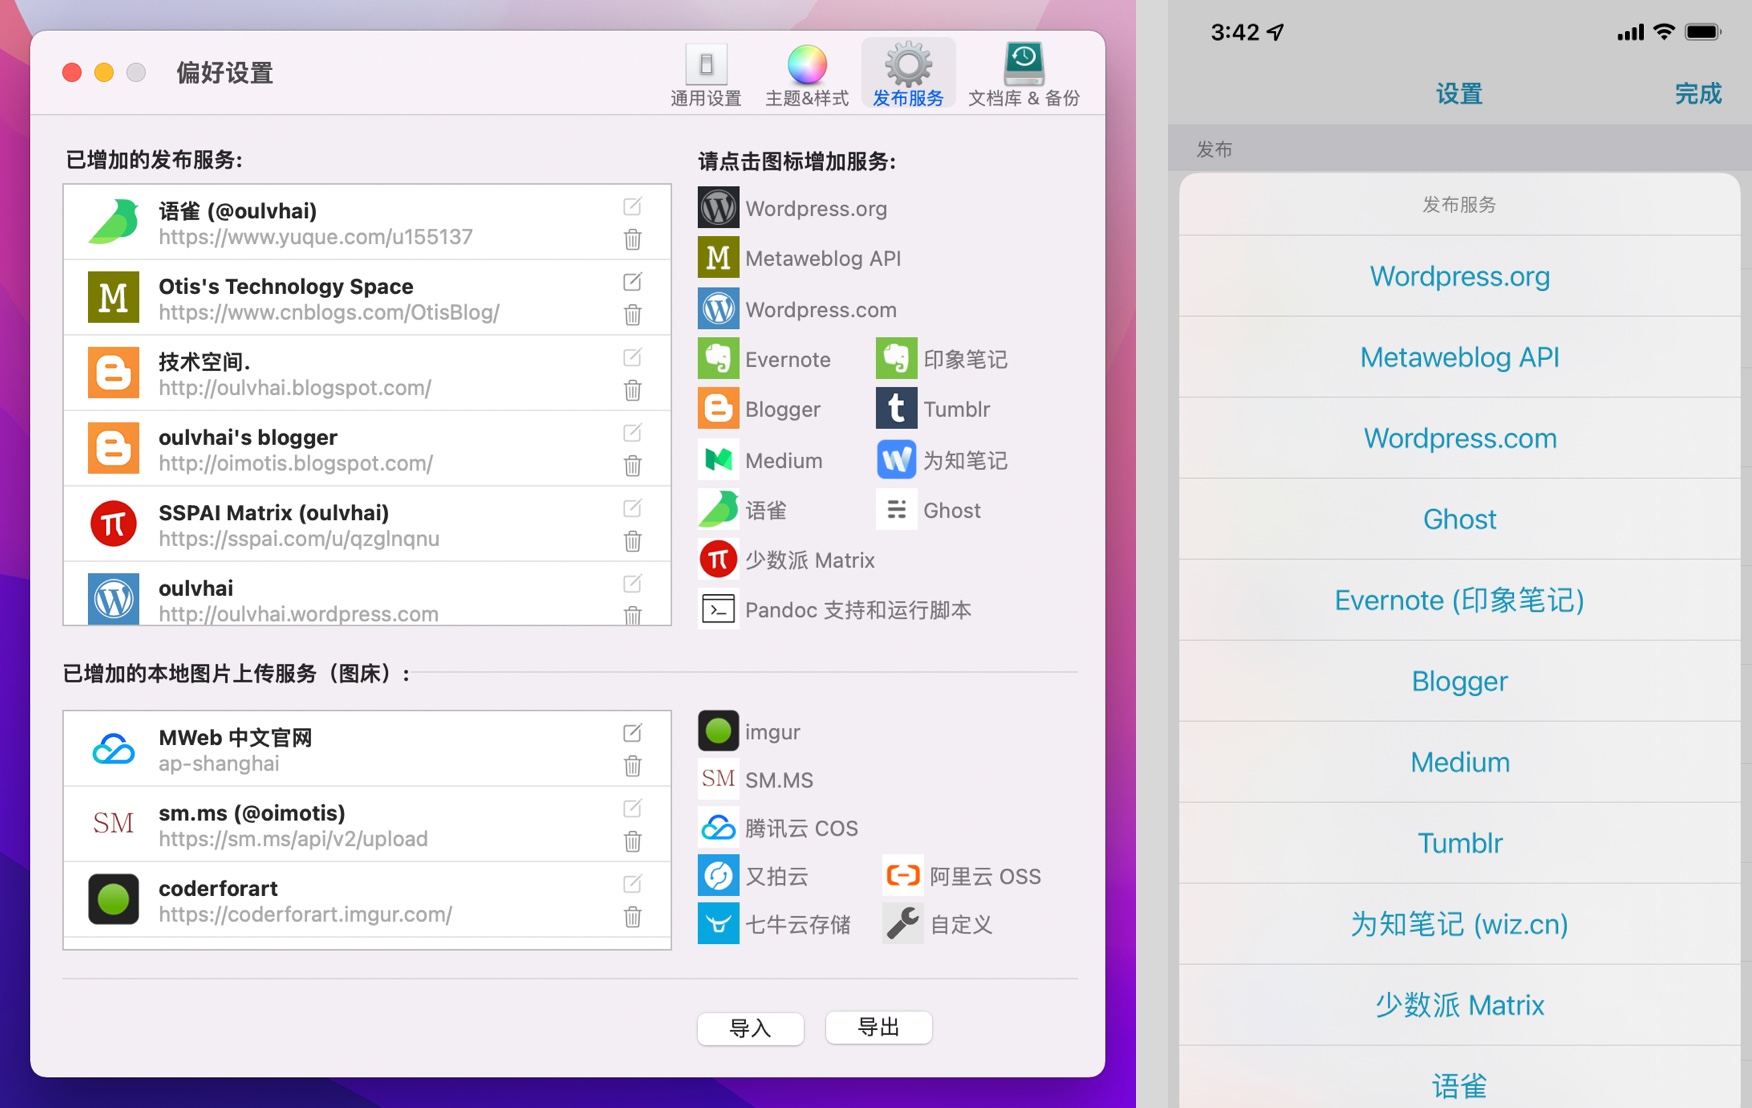 偏好设置
通用设置
主题&样式
发布服务
文档库 & 备份
已增加的发布服务:
语雀 (@oulvhai)
https://www.yuque.com/u155137
M
Otis's Technology Space
https://www.cnblogs.com/OtisBlog/
技术空间.
http://oulvhai.blogspot.com/
oulvhai's blogger
http://oimotis.blogspot.com/
SSPAI Matrix (oulvhai)
https://sspai.com/u/qzglnqnu
oulvhai
http://oulvhai.wordpress.com
请点击图标增加服务:
Wordpress.org
M
Metaweblog API
Wordpress.com
Evernote
印象笔记
Blogger
Tumblr
Medium
为知笔记
语雀
Ghost
少数派 Matrix
Pandoc 支持和运行脚本
已增加的本地图片上传服务（图床）:
MWeb 中文官网
ap-shanghai
SM
sm.ms (@oimotis)
https://sm.ms/api/v2/upload
coderforart
https://coderforart.imgur.com/
imgur
SM
SM.MS
腾讯云 COS
又拍云
阿里云 OSS
七牛云存储
自定义
导入
导出
3:42
设置
完成
发布
发布服务
Wordpress.org
Metaweblog API
Wordpress.com
Ghost
Evernote (印象笔记)
Blogger
Medium
Tumblr
为知笔记 (wiz.cn)
少数派 Matrix
语雀